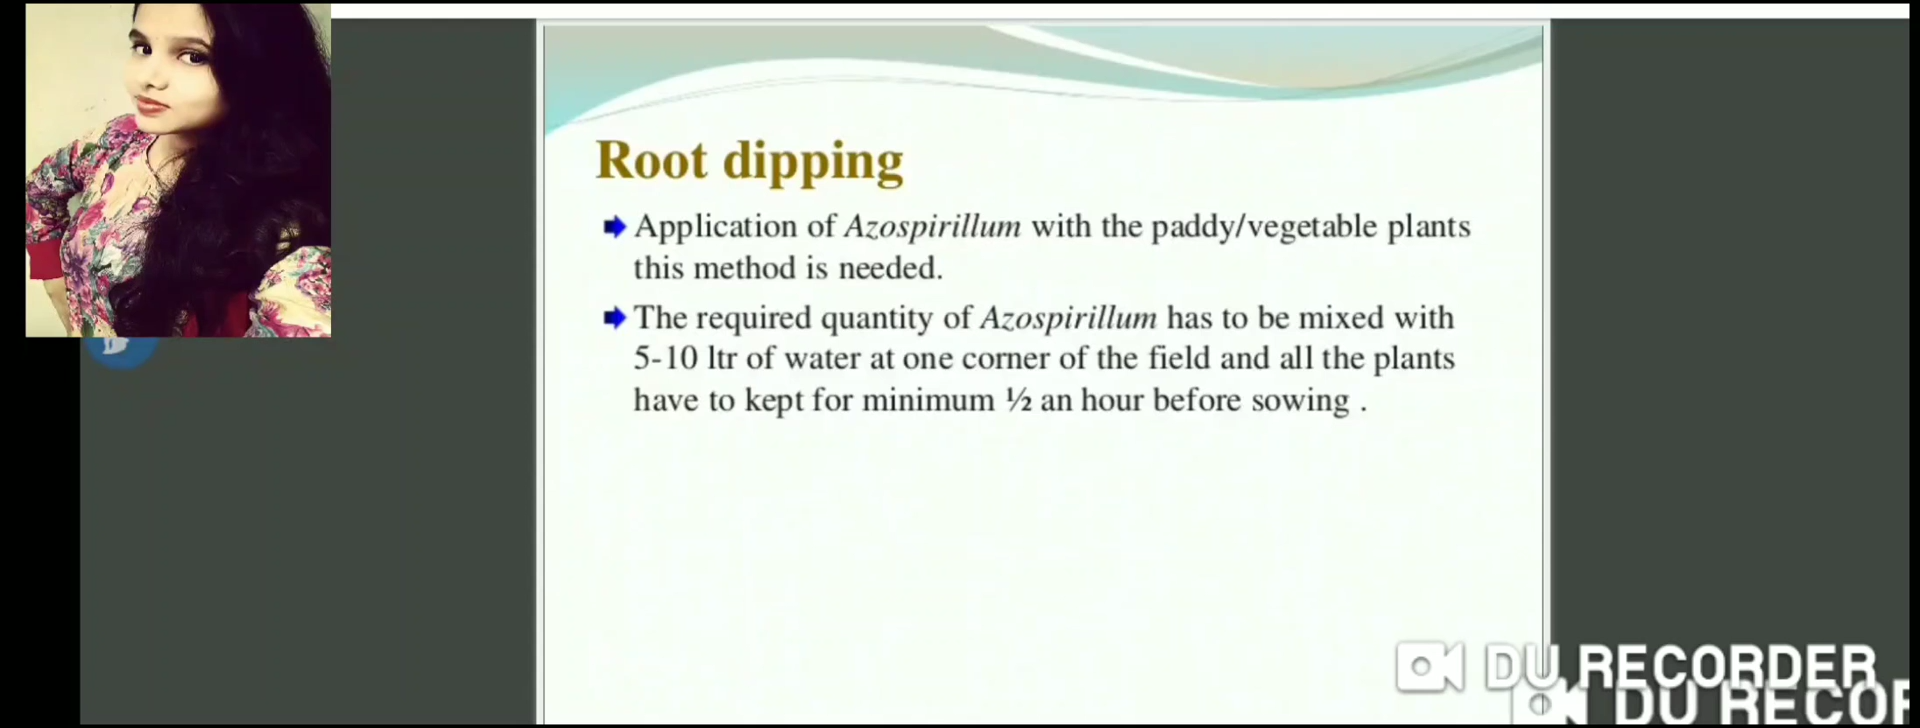 Root dipping
Application of Azospirillum with the paddy/vegetable plants
this method is needed.
The required quantity of Azospirillum has to be mixed with
5-10 ltr of water at one corner of the field and all the plants
have to kept for minimum ½ an hour before sowing .
DU RECORDER
DU RECOR